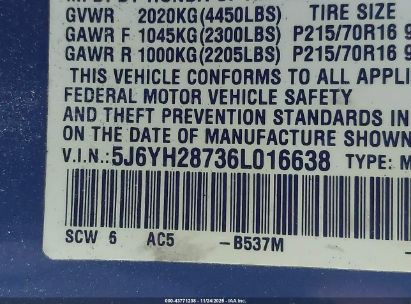 GVWR 2020KG(4450LBS) TIRE SIZE
GAWR F 1045KG(2300LBS) P215/70R16
GAWR R 1000KG(2205LBS) P215/70R16
THIS VEHICLE CONFORMS TO ALL APPL
FEDERAL MOTOR VEHICLE SAFETY
AND THEFT PREVENTION STANDARDS IN
DATE OF MANUFACTURE SHOWN
V.I.N.:5J6YH28736L016638 TYPE:
SCW 6 AC5 –B537M